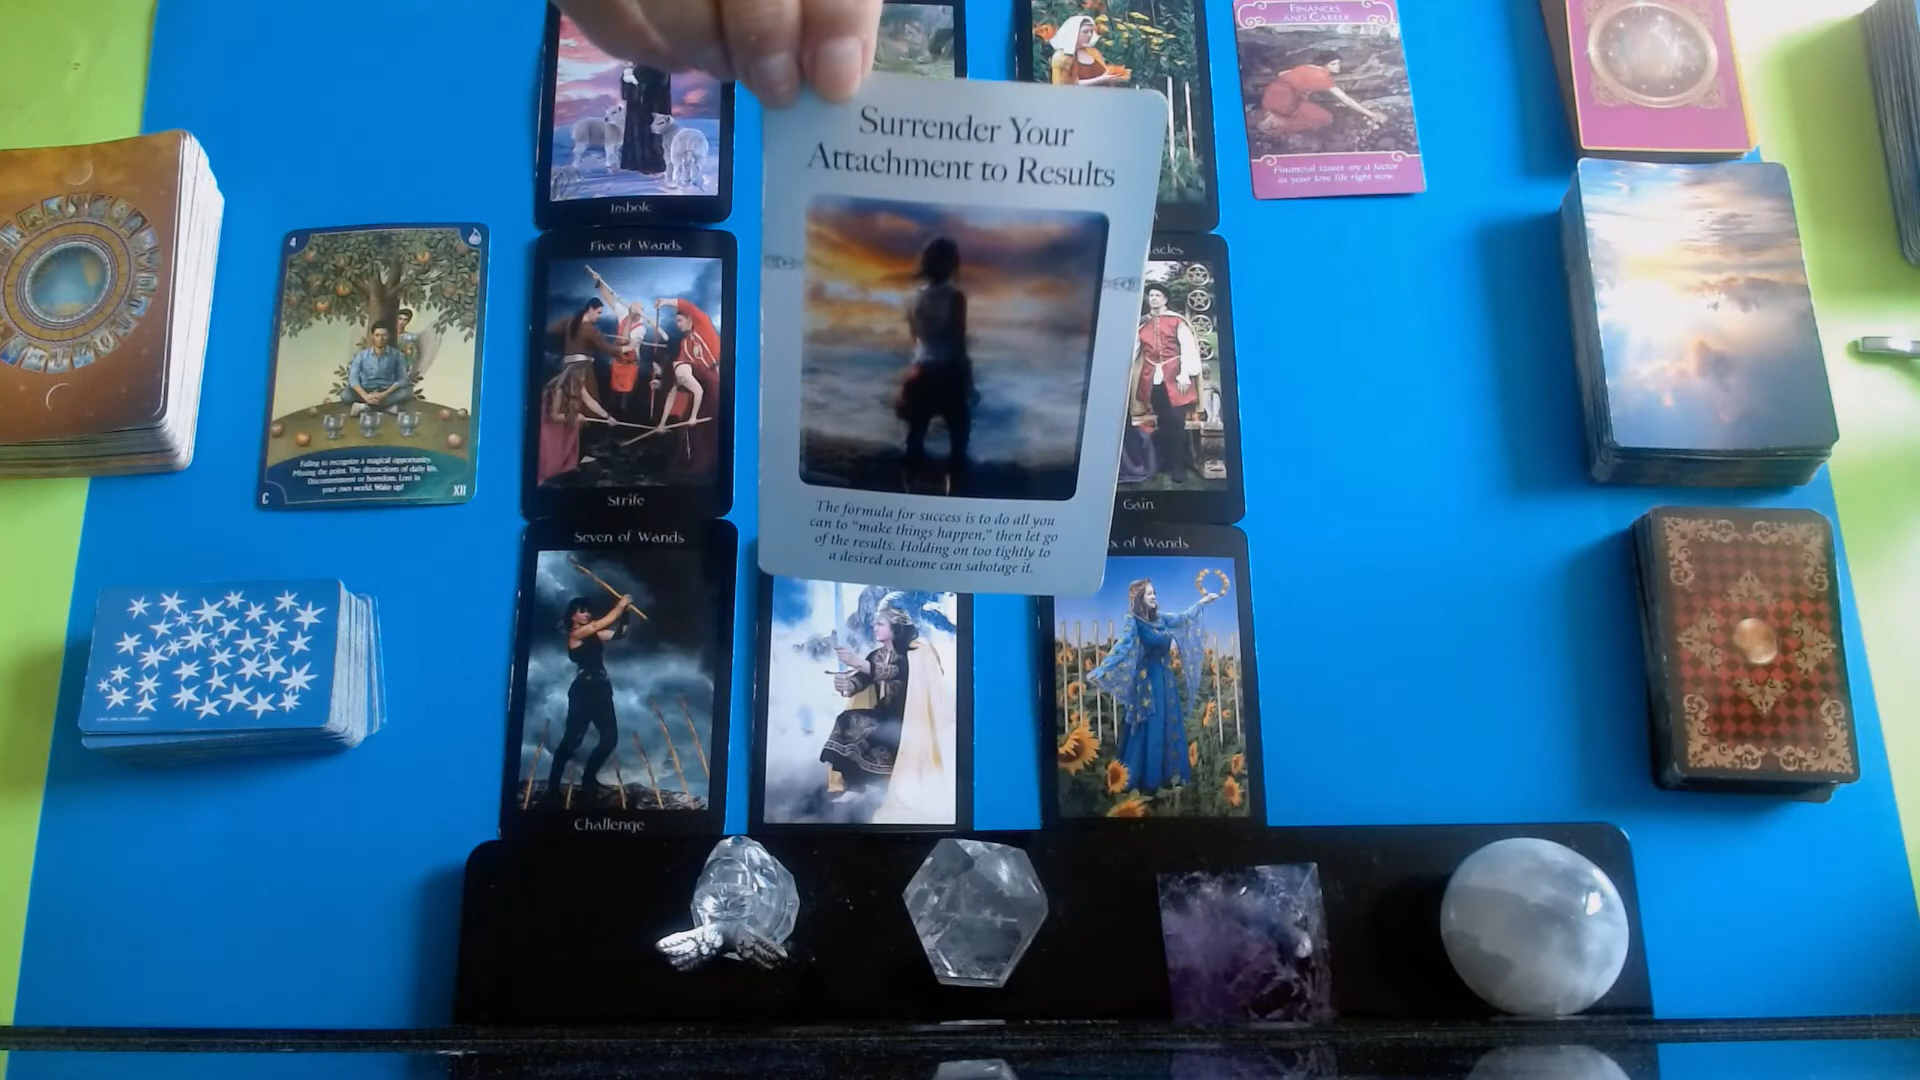 Finances
and Career
Financial issues are a factor
in your love life right now.
Imbolc
Surrender Your
Attachment to Results
The formula for success is to do all you
can to "make things happen," then let go
of the results. Holding on too tightly to
a desired outcome can sabotage it.
4
Failing to recognize a magical opportunity.
Missing the point. The distractions of daily life.
Discontentment or boredom. Lost in
your own world. Wake up!
C
XII
Five of Wands
Strife
acles
Gain
Seven of Wands
Challenge
x of Wands